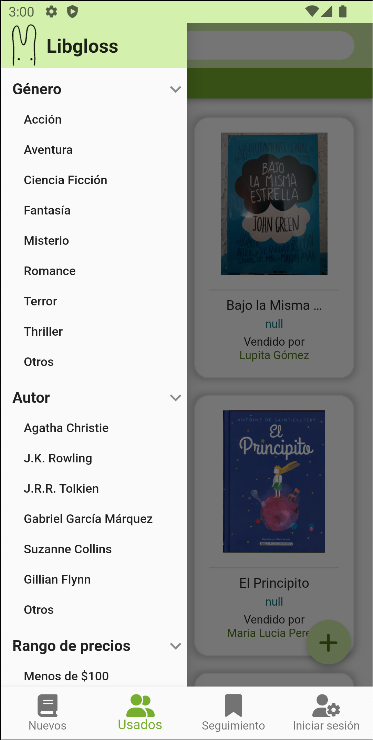 3:00
Libgloss
Género
Acción
Aventura
Ciencia Ficción
Fantasía
Misterio
Romance
Terror
Thriller
Otros
Autor
Agatha Christie
J.K. Rowling
J.R.R. Tolkien
Gabriel García Márquez
Suzanne Collins
Gillian Flynn
Otros
Rango de precios
Menos de $100
BAJO
LA MISMA
ESTRELLA
JOHN GREEN
Bajo la Misma ...
null
Vendido por
Lupita Gómez
El
Principito
El Principito
null
Vendido por
Maria Lucia Pere
Nuevos
Usados
Seguimiento
Iniciar sesión